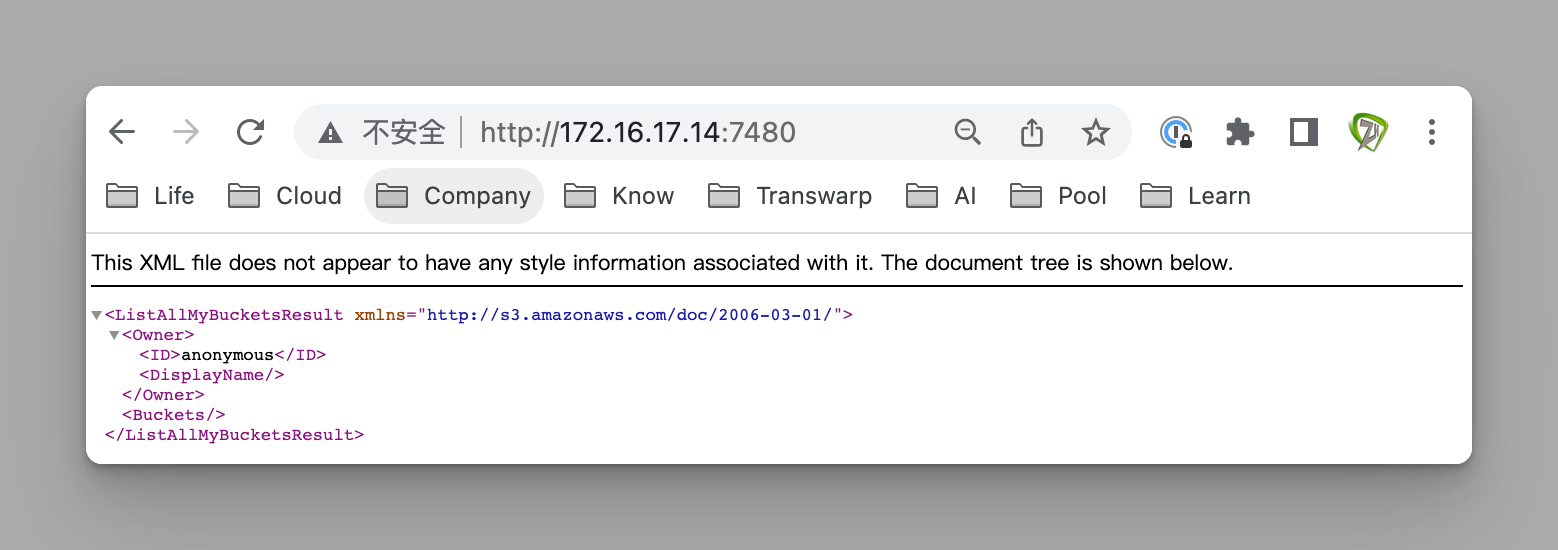 不安全 http://172.16.17.14:7480
Life Cloud Company Know Transwarp AI Pool Learn
This XML file does not appear to have any style information associated with it. The document tree is shown below.
<ListAllMyBucketsResult xmlns="http://s3.amazonaws.com/doc/2006-03-01/">
<Owner>
<ID>anonymous</ID>
<DisplayName/>
</Owner>
<Buckets/>
</ListAllMyBucketsResult>